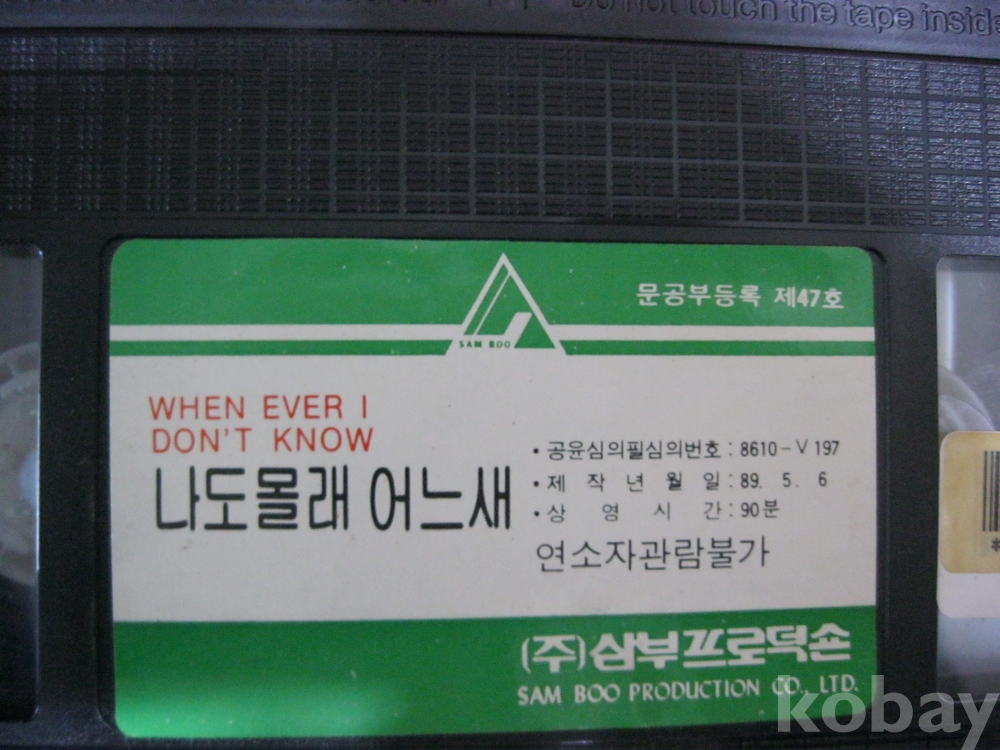 Do not touch the tape inside
문공부등록 제47호
SAM BOO
WHEN EVER I
DON'T KNOW
나도몰래 어느새
• 공윤심의필심의번호 : 8610-V197
• 제 작 년 월 일 : 89. 5. 6
• 상 영 시 간 : 90분
연소자관람불가
(주)삼부프로덕숀
SAM BOO PRODUCTION CO., LTD.
kobay